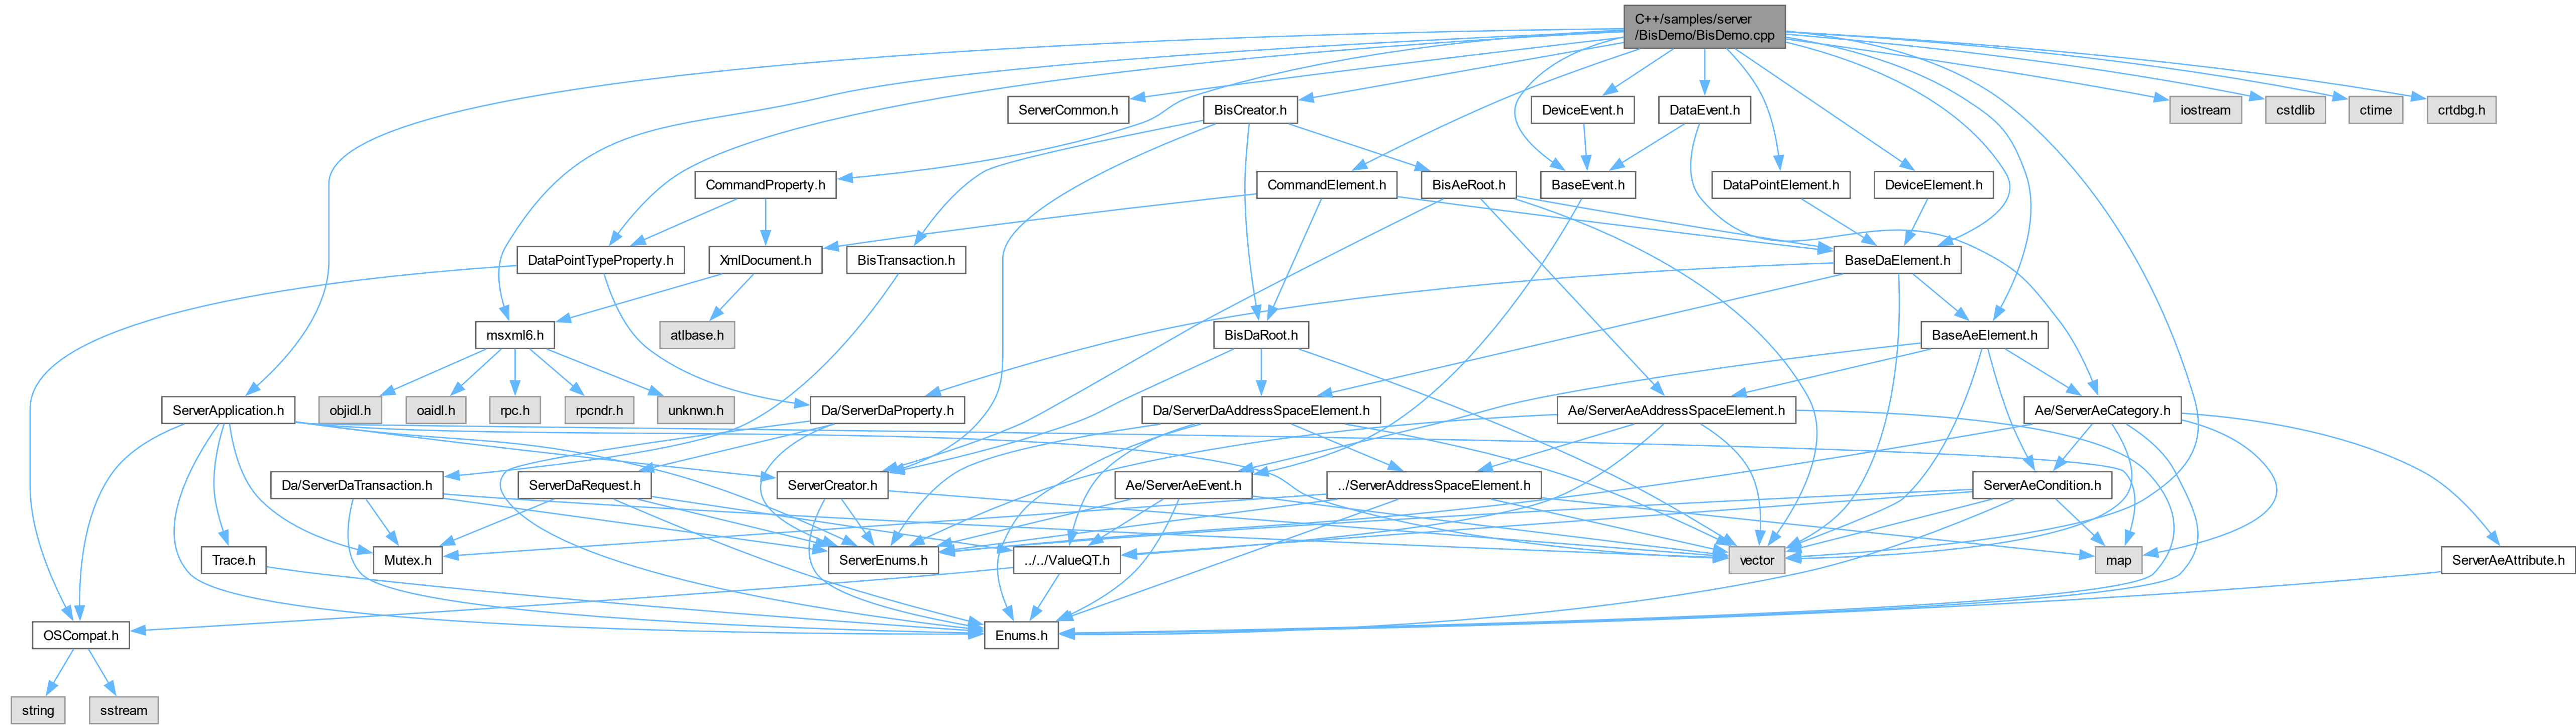 C++/samples/server
/BisDemo/BisDemo.cpp
ServerCommon.h
BisCreator.h
DeviceEvent.h
DataEvent.h
iostream
cstdlib
ctime
crtdbg.h
CommandProperty.h
CommandElement.h
BisAeRoot.h
BaseEvent.h
DataPointElement.h
DeviceElement.h
DataPointTypeProperty.h
XmlDocument.h
BisTransaction.h
BaseDaElement.h
msxml6.h
atlbase.h
BisDaRoot.h
BaseAeElement.h
ServerApplication.h
objidl.h
oaidl.h
rpc.h
rpcndr.h
unknwn.h
Da/ServerDaProperty.h
Da/ServerDaAddressSpaceElement.h
Ae/ServerAeAddressSpaceElement.h
Ae/ServerAeCategory.h
Da/ServerDaTransaction.h
ServerDaRequest.h
ServerCreator.h
Ae/ServerAeEvent.h
../ServerAddressSpaceElement.h
ServerAeCondition.h
Trace.h
Mutex.h
ServerEnums.h
../../ValueQT.h
vector
map
ServerAeAttribute.h
OSCompat.h
Enums.h
string
sstream